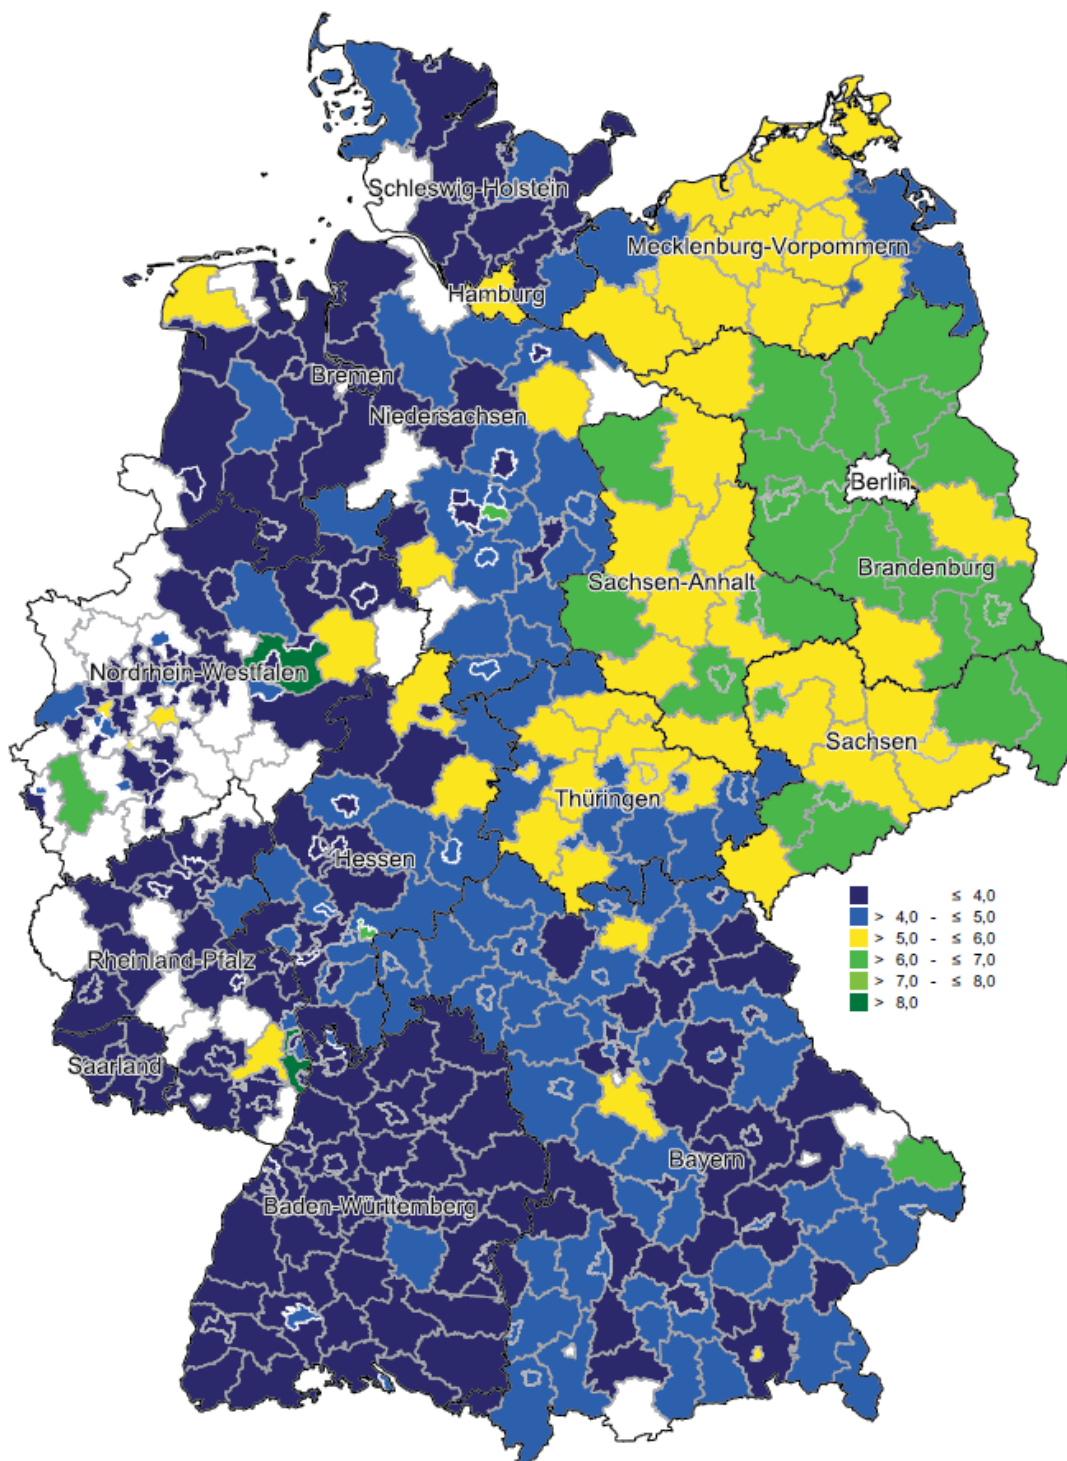 Schleswig-Holstein
Mecklenburg-Vorpommern
Hamburg
Bremen
Niedersachsen
Berlin
Brandenburg
Sachsen-Anhalt
Nordrhein-Westfalen
Sachsen
Thüringen
Hessen
≤ 4,0
> 4,0 - ≤ 5,0
> 5,0 - ≤ 6,0
> 6,0 - ≤ 7,0
> 7,0 - ≤ 8,0
> 8,0
Rheinland-Pfalz
Saarland
Bayern
Baden-Württemberg